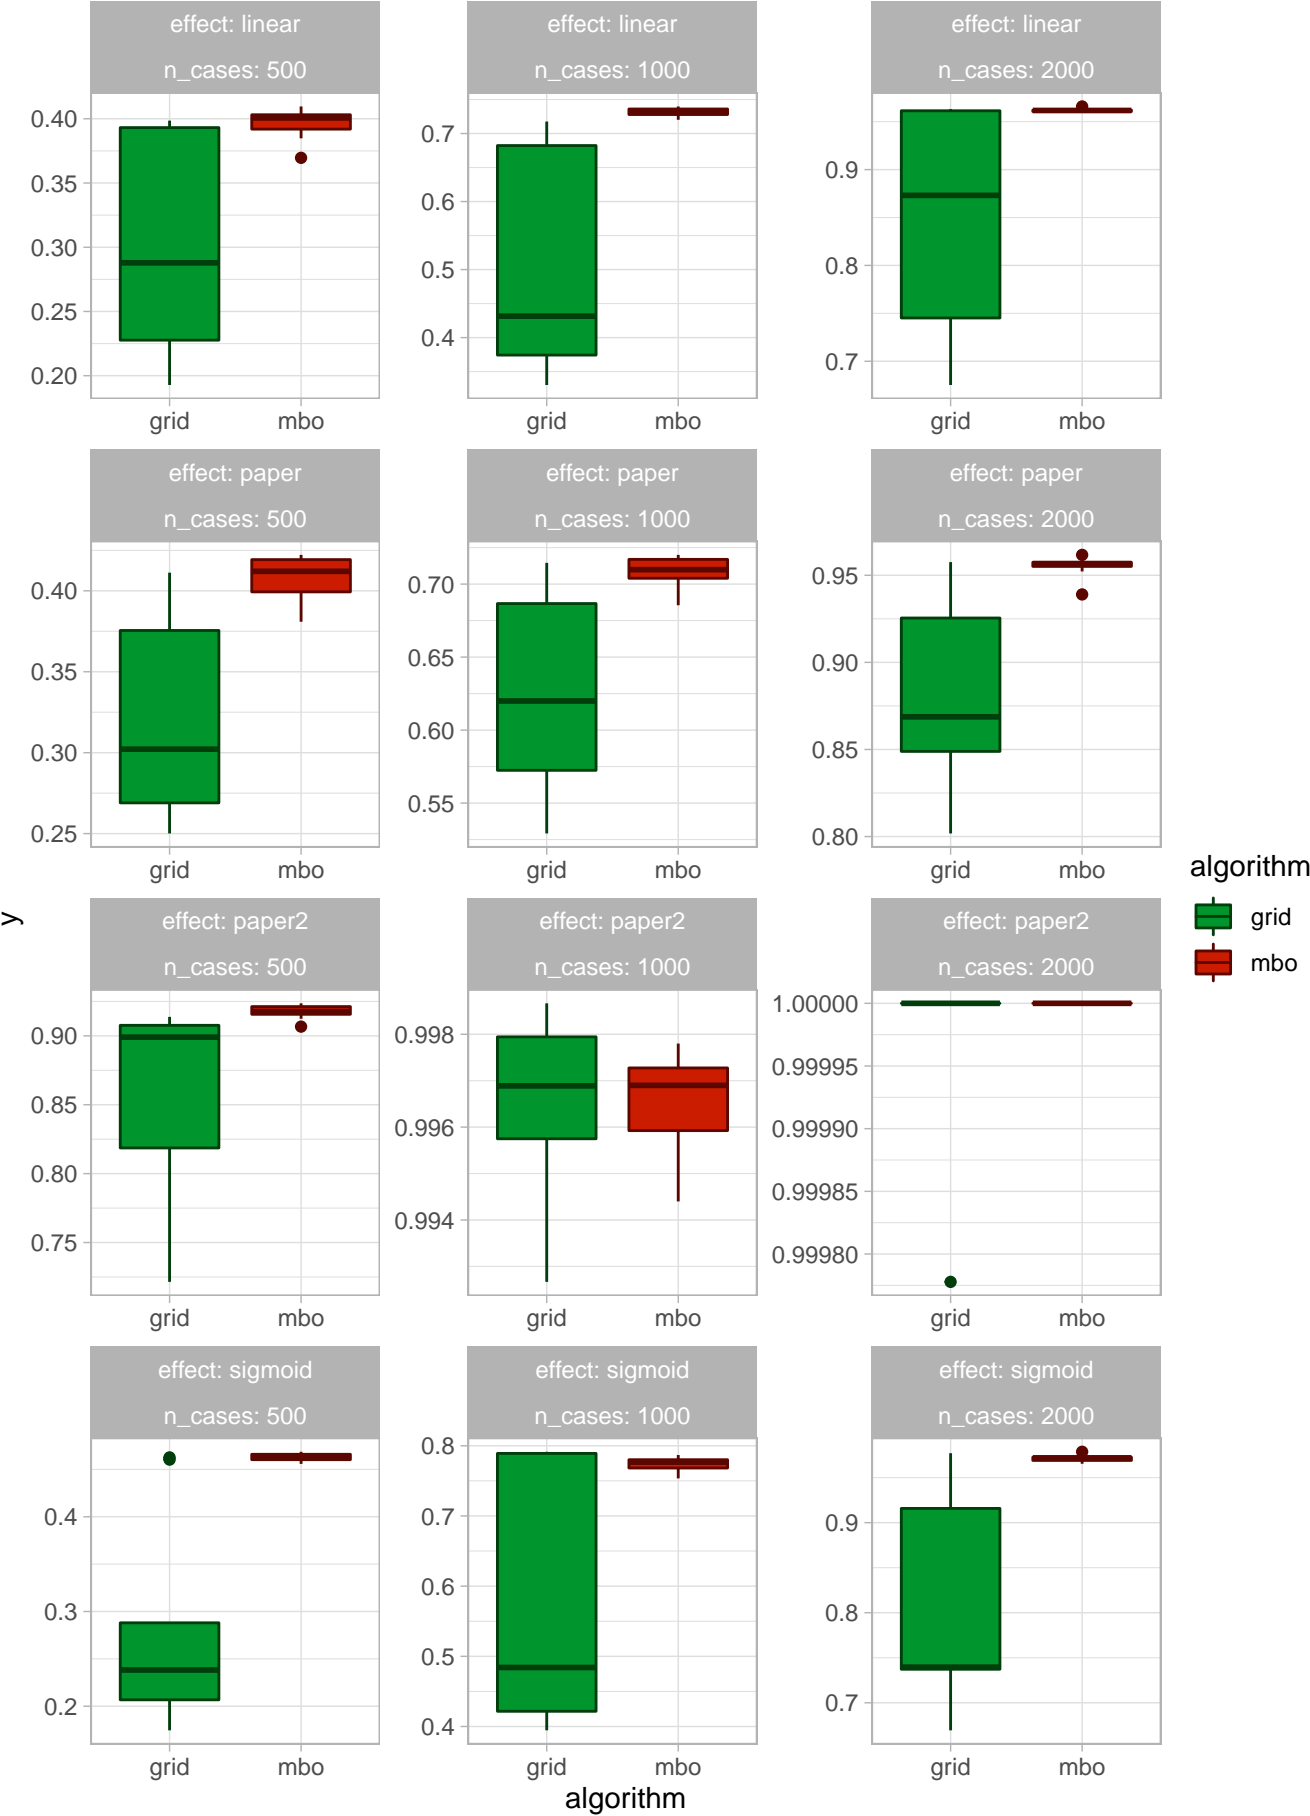 effect: linear
n_cases: 500
effect: linear
n_cases: 1000
effect: linear
n_cases: 2000
0.40
0.35
0.30
0.25
0.20
grid mbo
0.7
0.6
0.5
0.4
grid mbo
0.9
0.8
0.7
grid mbo
effect: paper
n_cases: 500
effect: paper
n_cases: 1000
effect: paper
n_cases: 2000
0.40
0.35
0.30
0.25
grid mbo
0.70
0.65
0.60
0.55
grid mbo
0.95
0.90
0.85
0.80
grid mbo
y
effect: paper2
n_cases: 500
effect: paper2
n_cases: 1000
effect: paper2
n_cases: 2000
0.90
0.85
0.80
0.75
grid mbo
0.998
0.996
0.994
grid mbo
1.00000
0.99995
0.99990
0.99985
0.99980
grid mbo
effect: sigmoid
n_cases: 500
effect: sigmoid
n_cases: 1000
effect: sigmoid
n_cases: 2000
0.4
0.3
0.2
grid mbo
0.8
0.7
0.6
0.5
0.4
grid mbo
0.9
0.8
0.7
grid mbo
algorithm
algorithm
grid
mbo